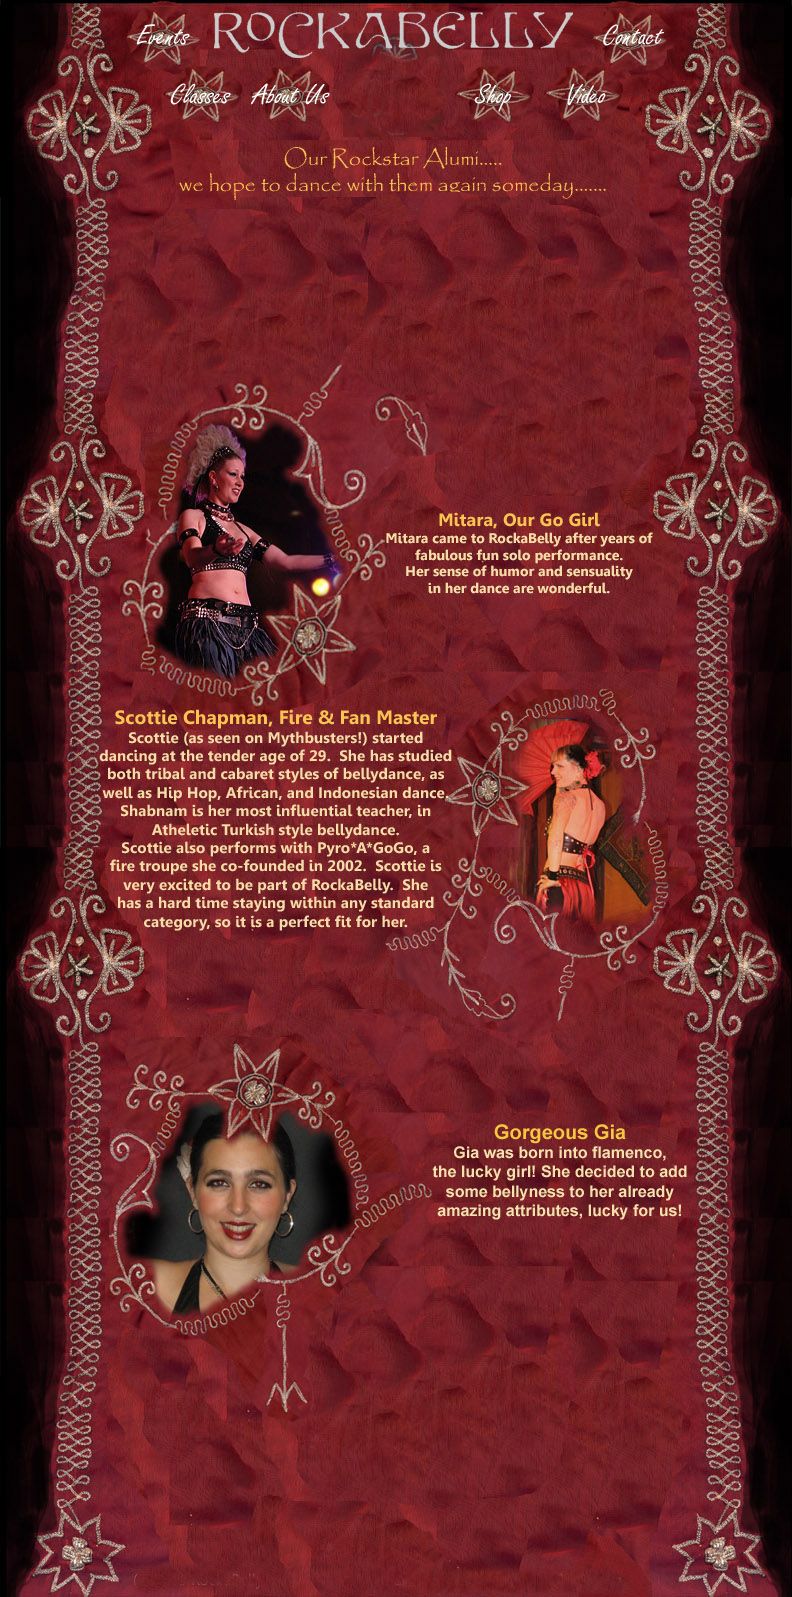 Events ROCKABELLY Contact
Classes About Us Shop Video
Our Rockstar Alumi.....
we hope to dance with them again someday.......
Mitara, Our Go Girl
Mitara came to RockaBelly after years of
fabulous fun solo performance.
Her sense of humor and sensuality
in her dance are wonderful.
Scottie Chapman, Fire & Fan Master
Scottie (as seen on Mythbusters!) started
dancing at the tender age of 29. She has studied
both tribal and cabaret styles of bellydance, as
well as Hip Hop, African, and Indonesian dance.
Shabnam is her most influential teacher, in
Atheletic Turkish style bellydance.
Scottie also performs with Pyro*A*GoGo, a
fire troupe she co-founded in 2002. Scottie is
very excited to be part of RockaBelly. She
has a hard time staying within any standard
category, so it is a perfect fit for her.
Gorgeous Gia
Gia was born into flamenco,
the lucky girl! She decided to add
some bellyness to her already
amazing attributes, lucky for us!